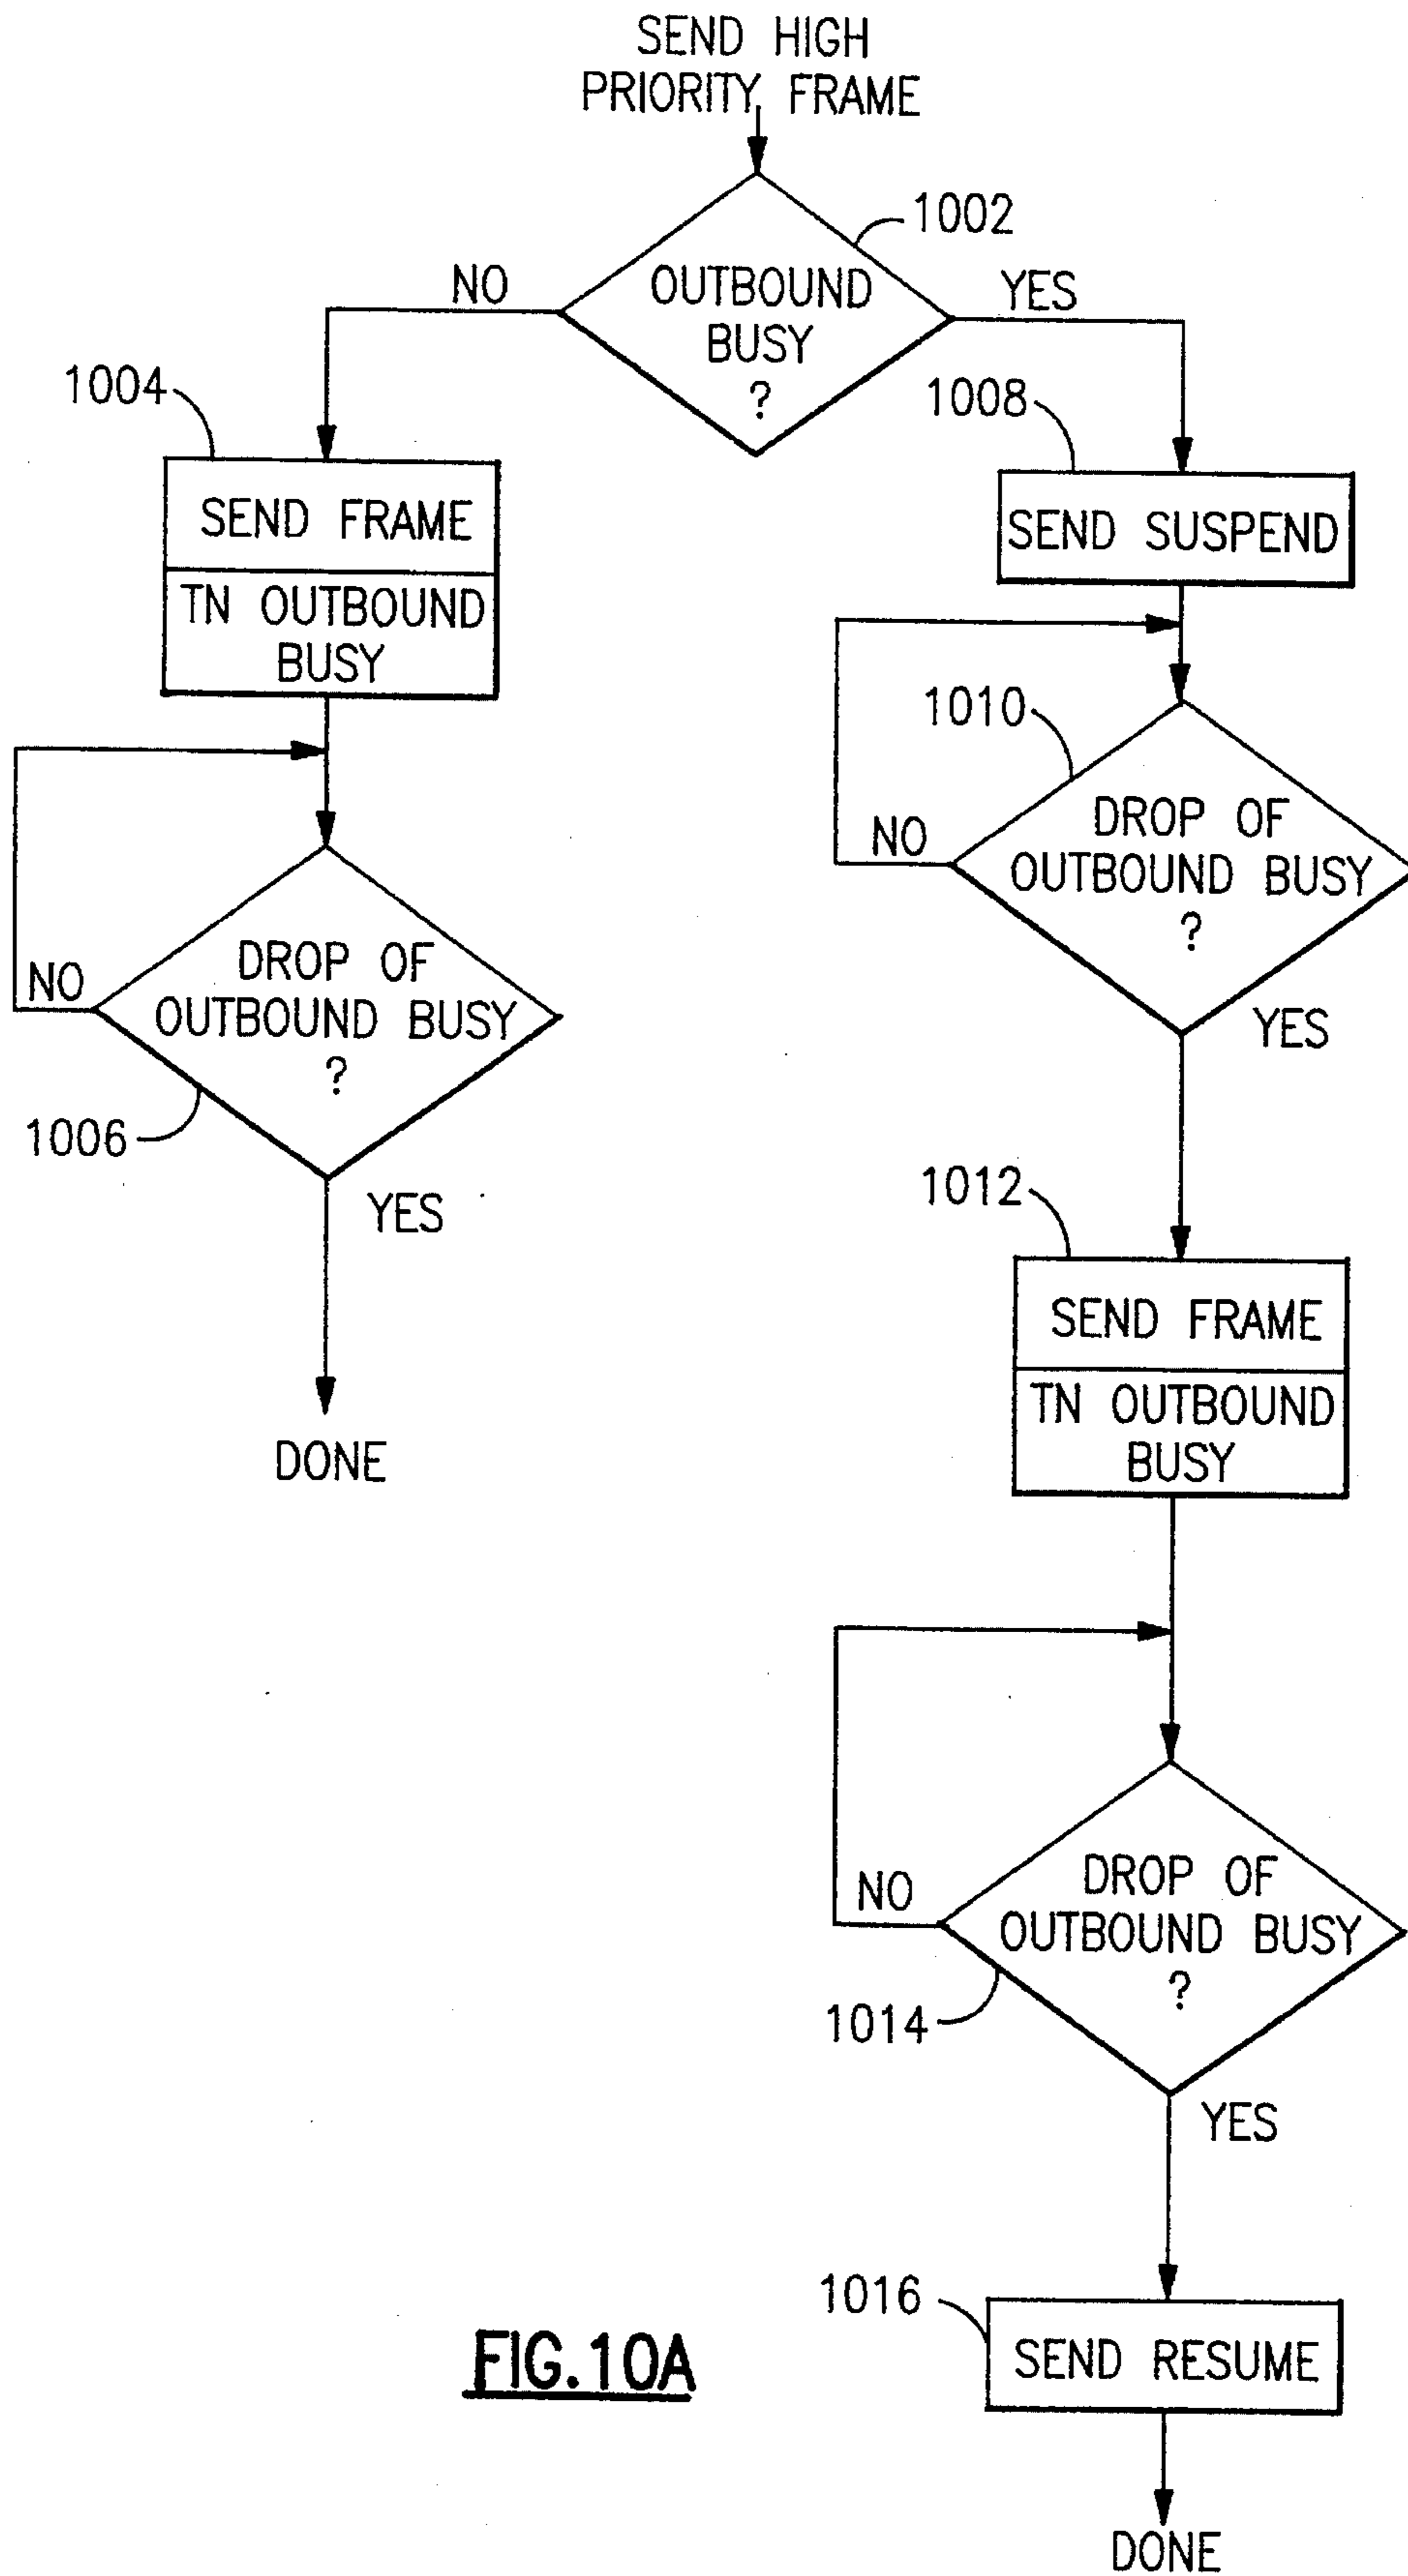 SEND HIGH
PRIORITY FRAME
1002
OUTBOUND
BUSY
?
NO
YES
1004
SEND FRAME
TN OUTBOUND
BUSY
1006
DROP OF
OUTBOUND BUSY
?
NO
YES
DONE
1008
SEND SUSPEND
1010
DROP OF
OUTBOUND BUSY
?
NO
YES
1012
SEND FRAME
TN OUTBOUND
BUSY
DROP OF
OUTBOUND BUSY
?
NO
1014
YES
1016
SEND RESUME
DONE
FIG.10A